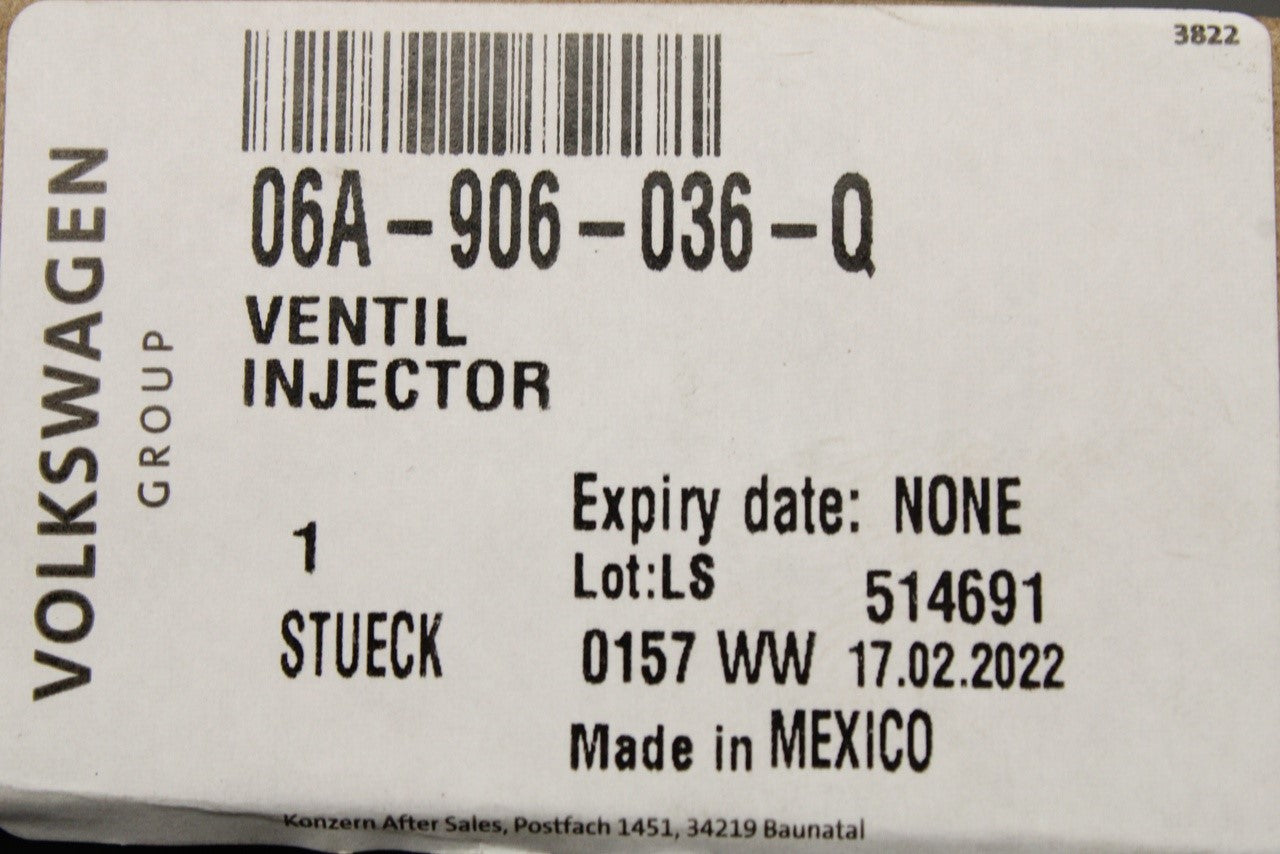 3822
06A-906-036-Q
VENTIL
INJECTOR
VOLKSWAGEN
GROUP
1
STUECK
Expiry date: NONE
Lot:LS 514691
0157 WW 17.02.2022
Made in MEXICO
Konzern After Sales, Postfach 1451, 34219 Baunatal